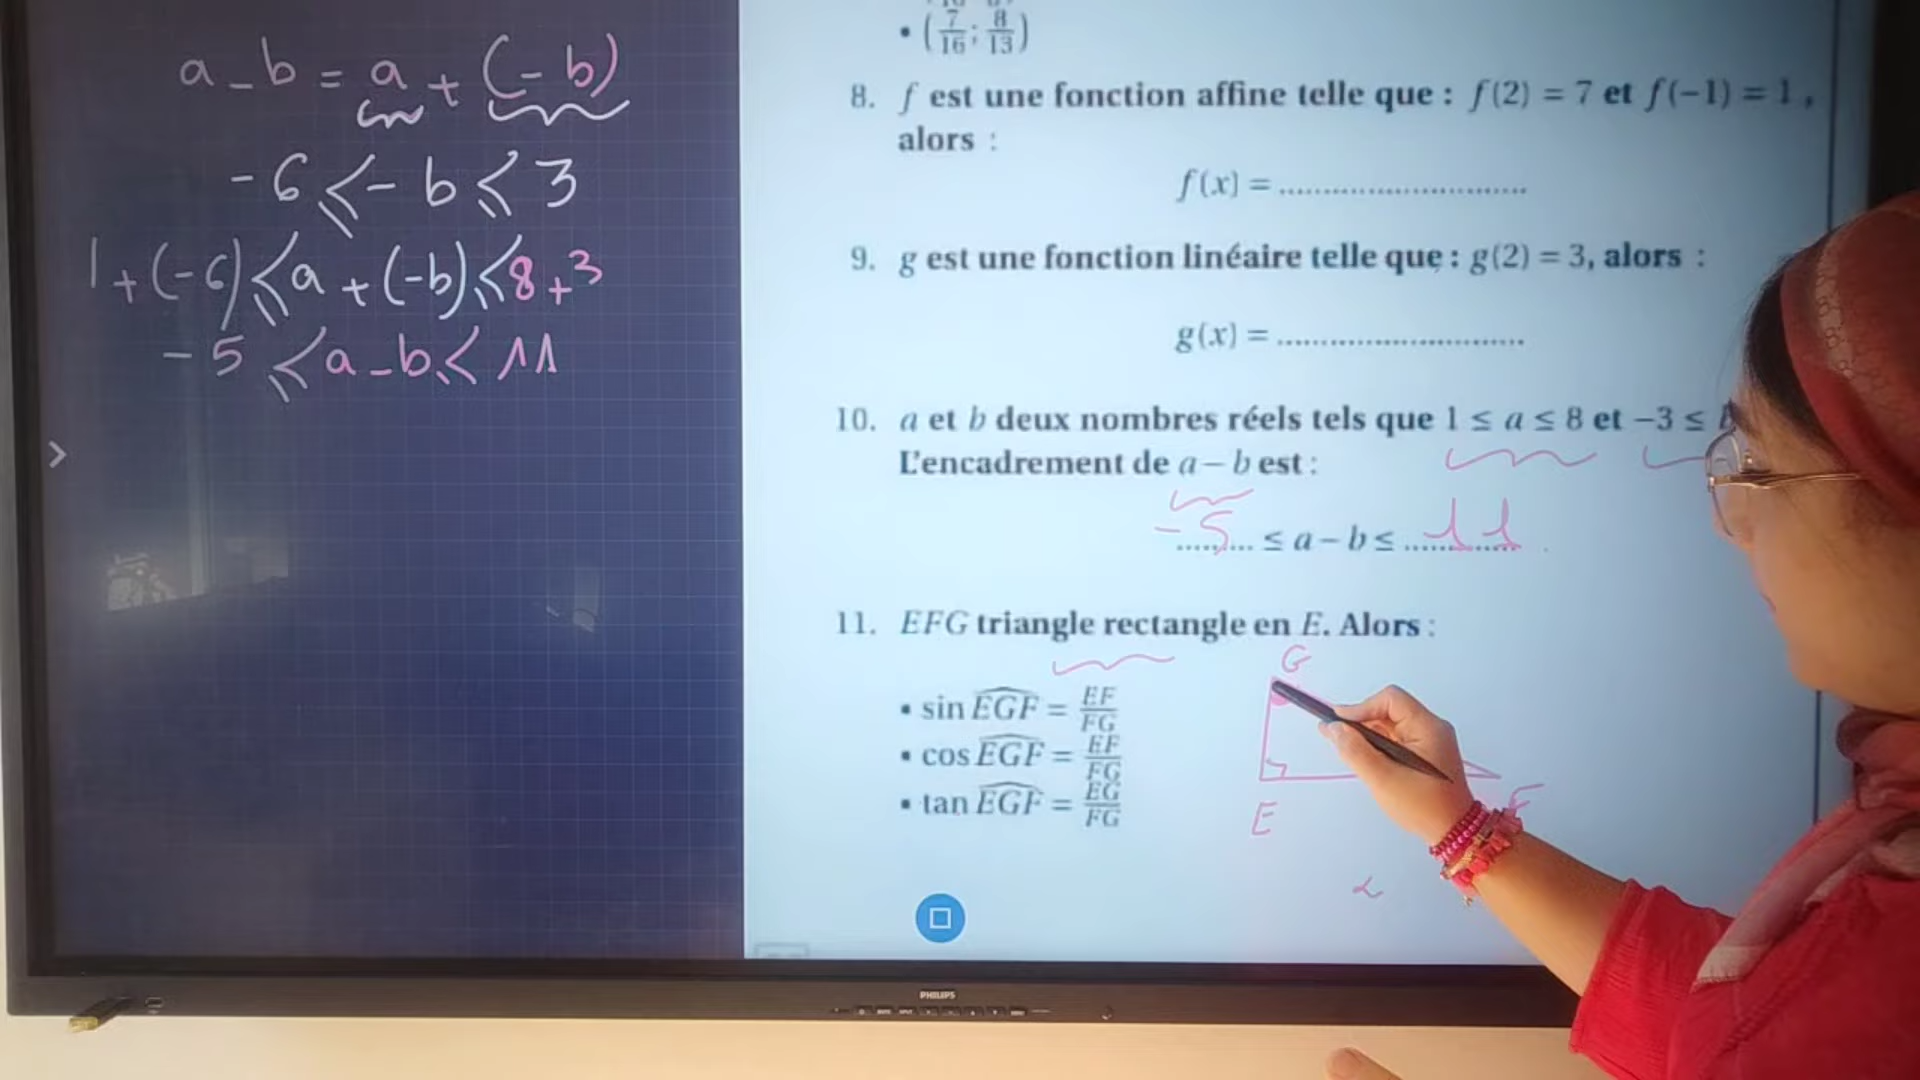 a - b = a + (- b)
-6 ⩽ - b ⩽ 3
1 + (-6) ⩽ a + (-b) ⩽ 8 + 3
-5 ⩽ a - b ⩽ 11
• (7/16 ; 8/13)
8. f est une fonction affine telle que : f(2) = 7 et f(−1) = 1 ,
alors :
f(x) = ............................
9. g est une fonction linéaire telle que : g(2) = 3, alors :
g(x) = ............................
10. a et b deux nombres réels tels que 1 ≤ a ≤ 8 et −3 ≤
L'encadrement de a − b est :
-5 ≤ a − b ≤ 11
11. EFG triangle rectangle en E. Alors :
G
• sin EGF = EF/FG
• cos EGF = EF/FG
• tan EGF = EG/FG
E F
PHILIPS